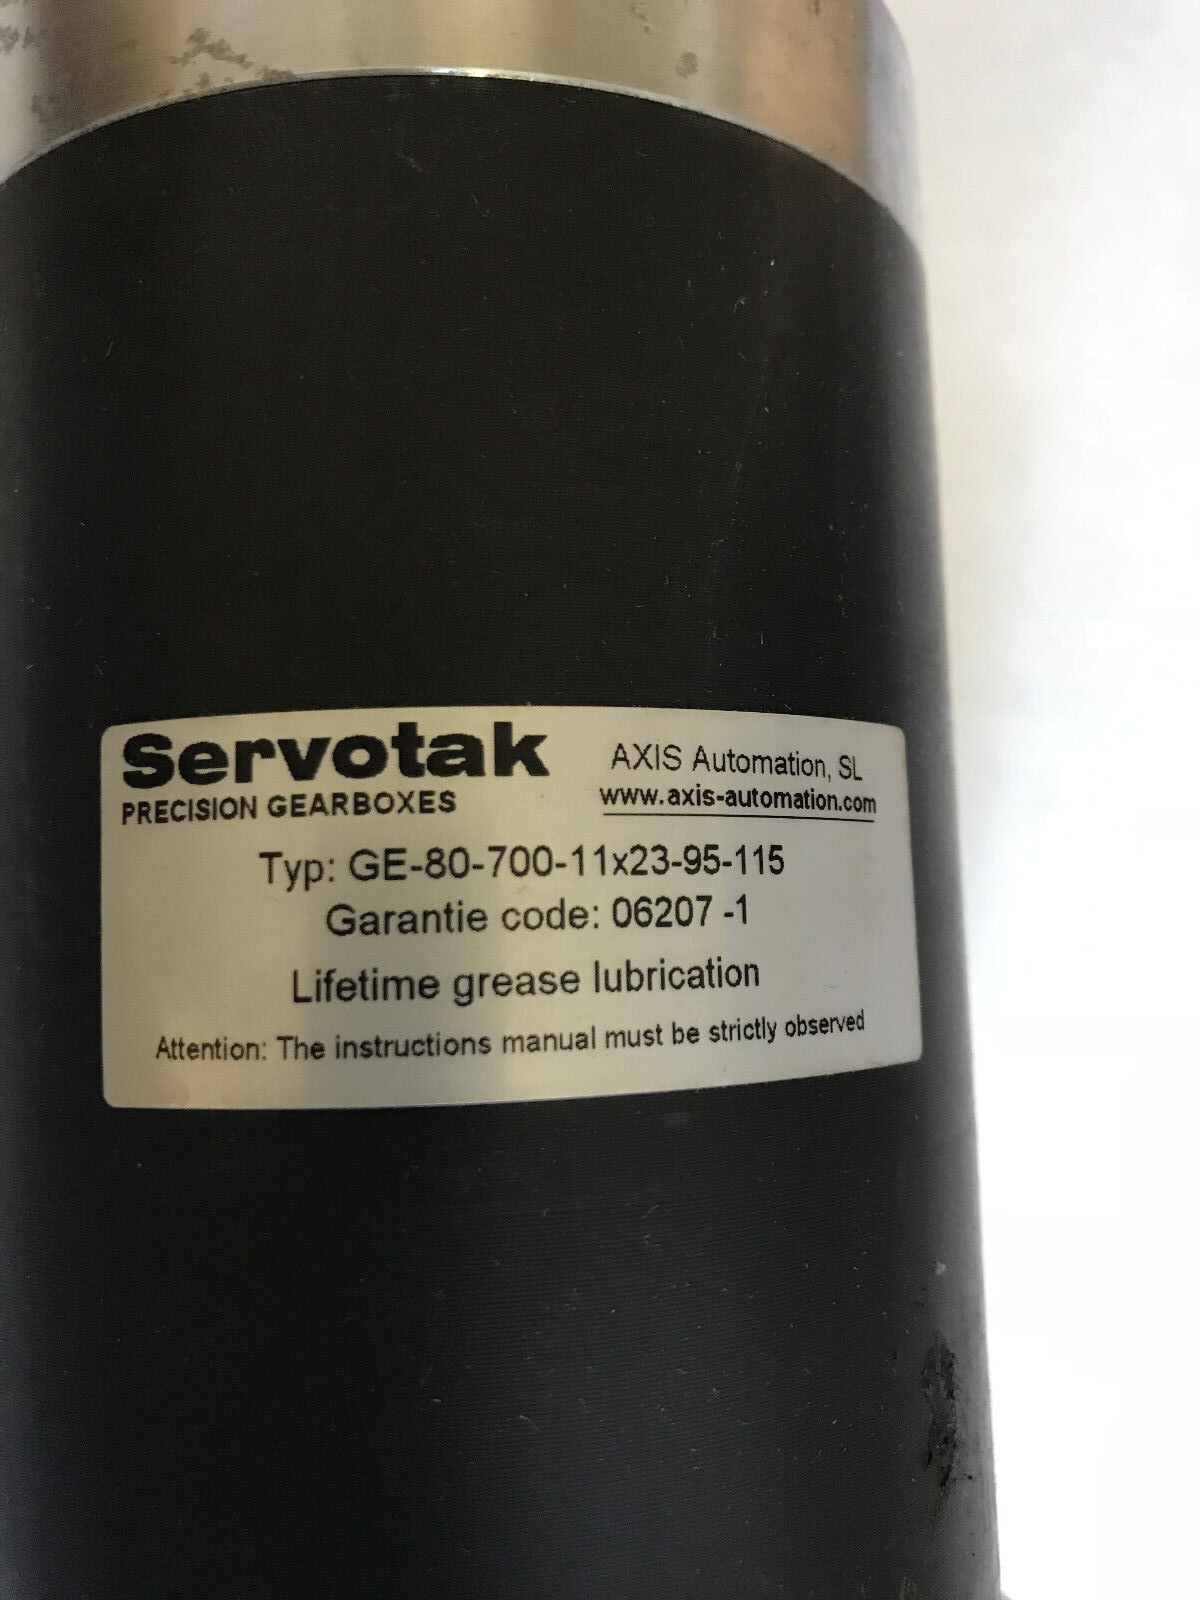 Servotak
PRECISION GEARBOXES
AXIS Automation, SL
www.axis-automation.com
Typ: GE-80-700-11x23-95-115
Garantie code: 06207 -1
Lifetime grease lubrication
Attention: The instructions manual must be strictly observed